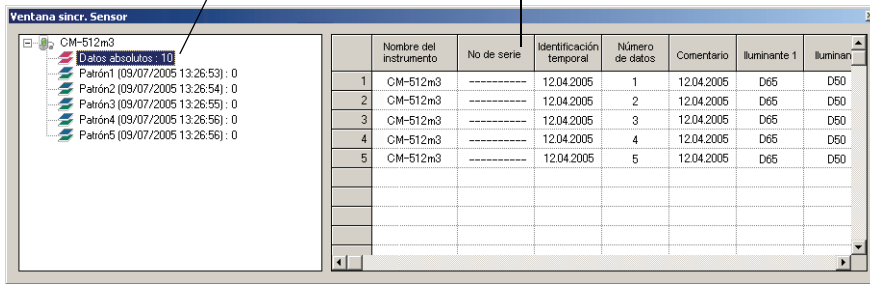 Ventana sincr. Sensor
CM-512m3
Datos absolutos : 10
Patrón1 (09/07/2005 13:26:53) : 0
Patrón2 (09/07/2005 13:26:54) : 0
Patrón3 (09/07/2005 13:26:55) : 0
Patrón4 (09/07/2005 13:26:56) : 0
Patrón5 (09/07/2005 13:26:56) : 0
Nombre del instrumento No de serie Identificación temporal Número de datos Comentario Iluminante 1 Iluminan
1 CM-512m3 ---------- 12.04.2005 1 12.04.2005 D65 D50
2 CM-512m3 ---------- 12.04.2005 2 12.04.2005 D65 D50
3 CM-512m3 ---------- 12.04.2005 3 12.04.2005 D65 D50
4 CM-512m3 ---------- 12.04.2005 4 12.04.2005 D65 D50
5 CM-512m3 ---------- 12.04.2005 5 12.04.2005 D65 D50